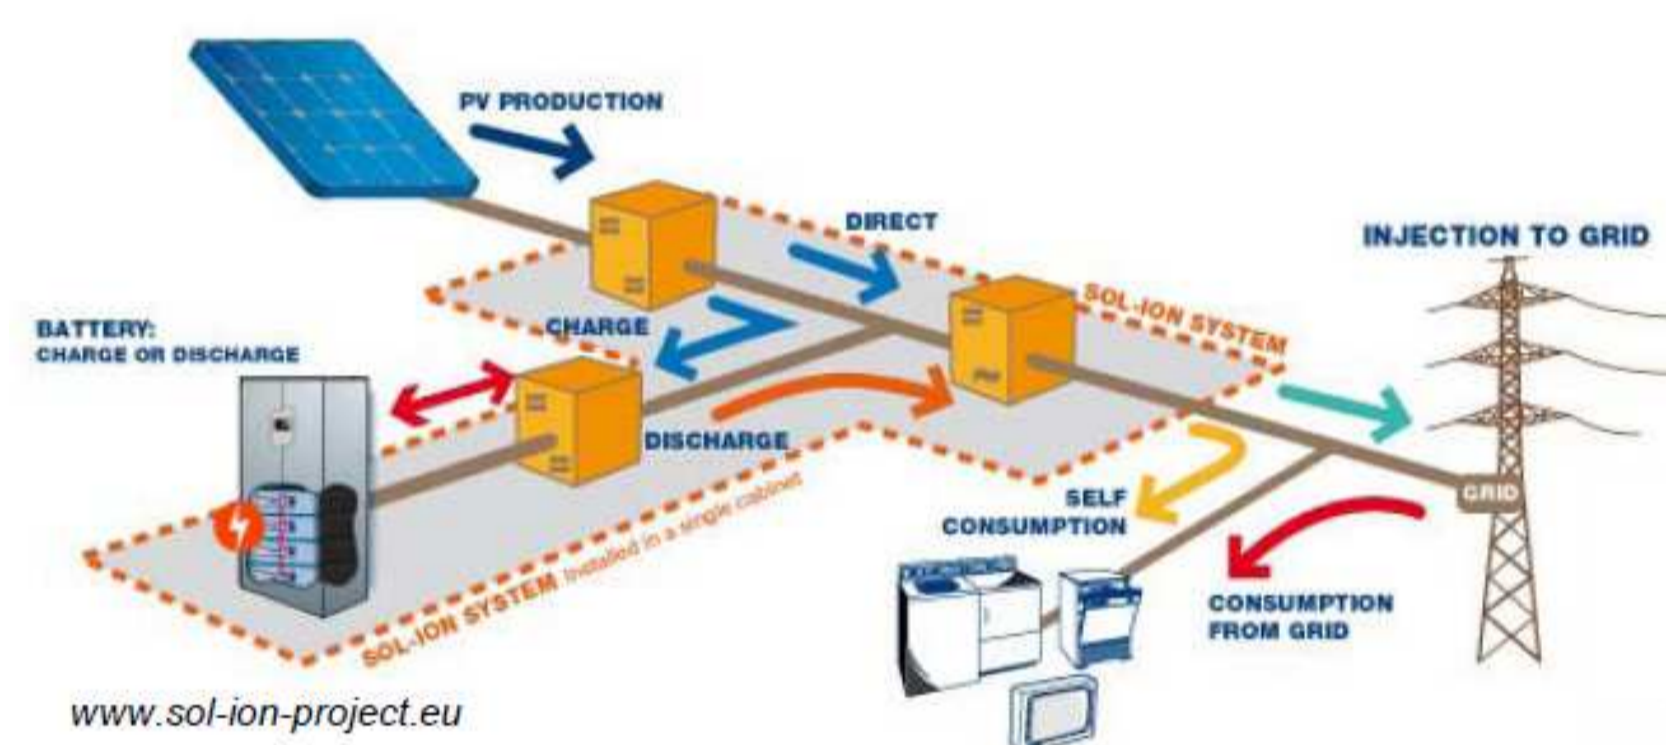 PV PRODUCTION
DIRECT
INJECTION TO GRID
SOL-ION SYSTEM
CHARGE
BATTERY:
CHARGE OR DISCHARGE
DISCHARGE
SELF
CONSUMPTION
GRID
CONSUMPTION
FROM GRID
SOL-ION SYSTEM Installed in a single cabinet
www.sol-ion-project.eu